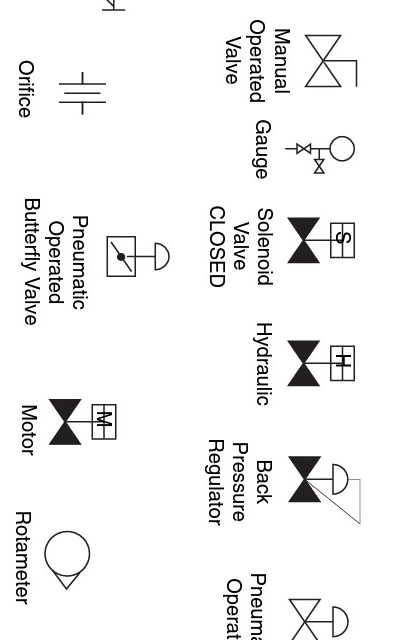 Manual
Operated
Valve
Gauge
S
Solenoid
Valve
CLOSED
H
Hydraulic
Back
Pressure
Regulator
Orifice
Pneumatic
Operated
Butterfly Valve
M
Motor
Rotameter